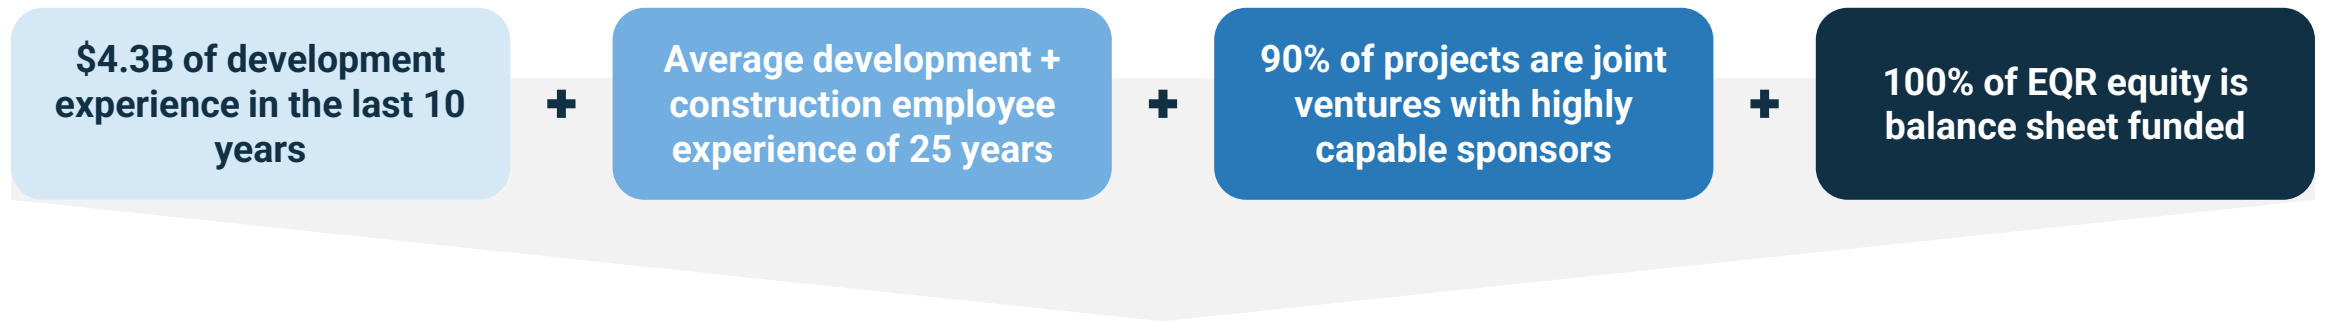 $4.3B of development
experience in the last 10
years
+
Average development +
construction employee
experience of 25 years
+
90% of projects are joint
ventures with highly
capable sponsors
+
100% of EQR equity is
balance sheet funded